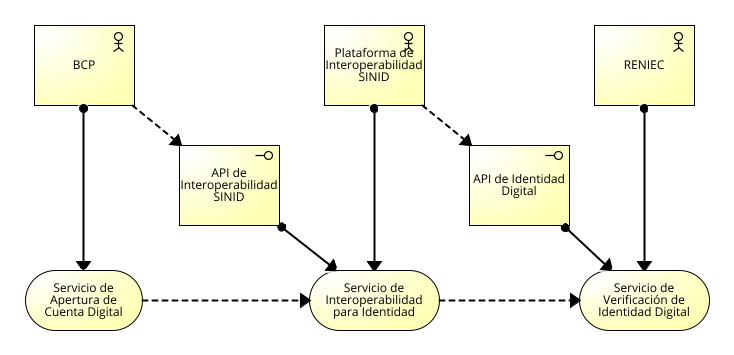 BCP
Plataforma de
Interoperabilidad
SINID
RENIEC
API de
Interoperabilidad
SINID
API de Identidad
Digital
Servicio de
Apertura de
Cuenta Digital
Servicio de
Interoperabilidad
para Identidad
Servicio de
Verificación de
Identidad Digital